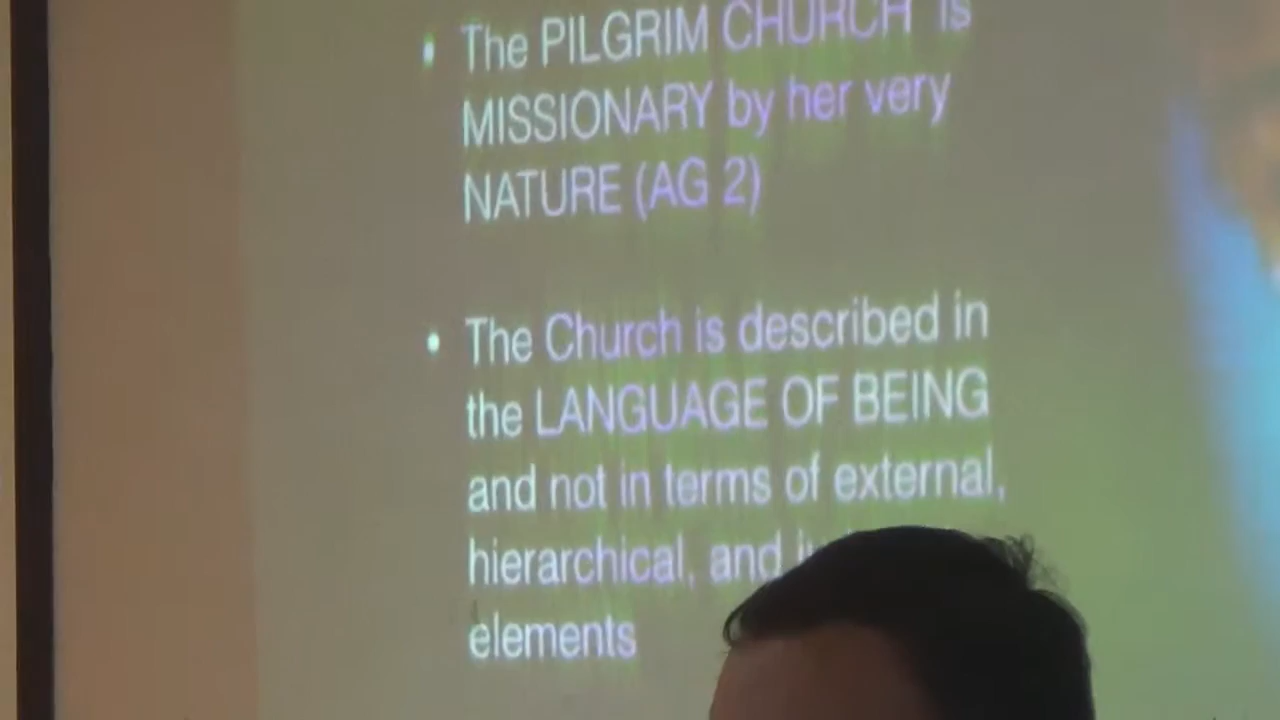 • The PILGRIM CHURCH is
MISSIONARY by her very
NATURE (AG 2)
• The Church is described in
the LANGUAGE OF BEING
and not in terms of external,
hierarchical, and
elements